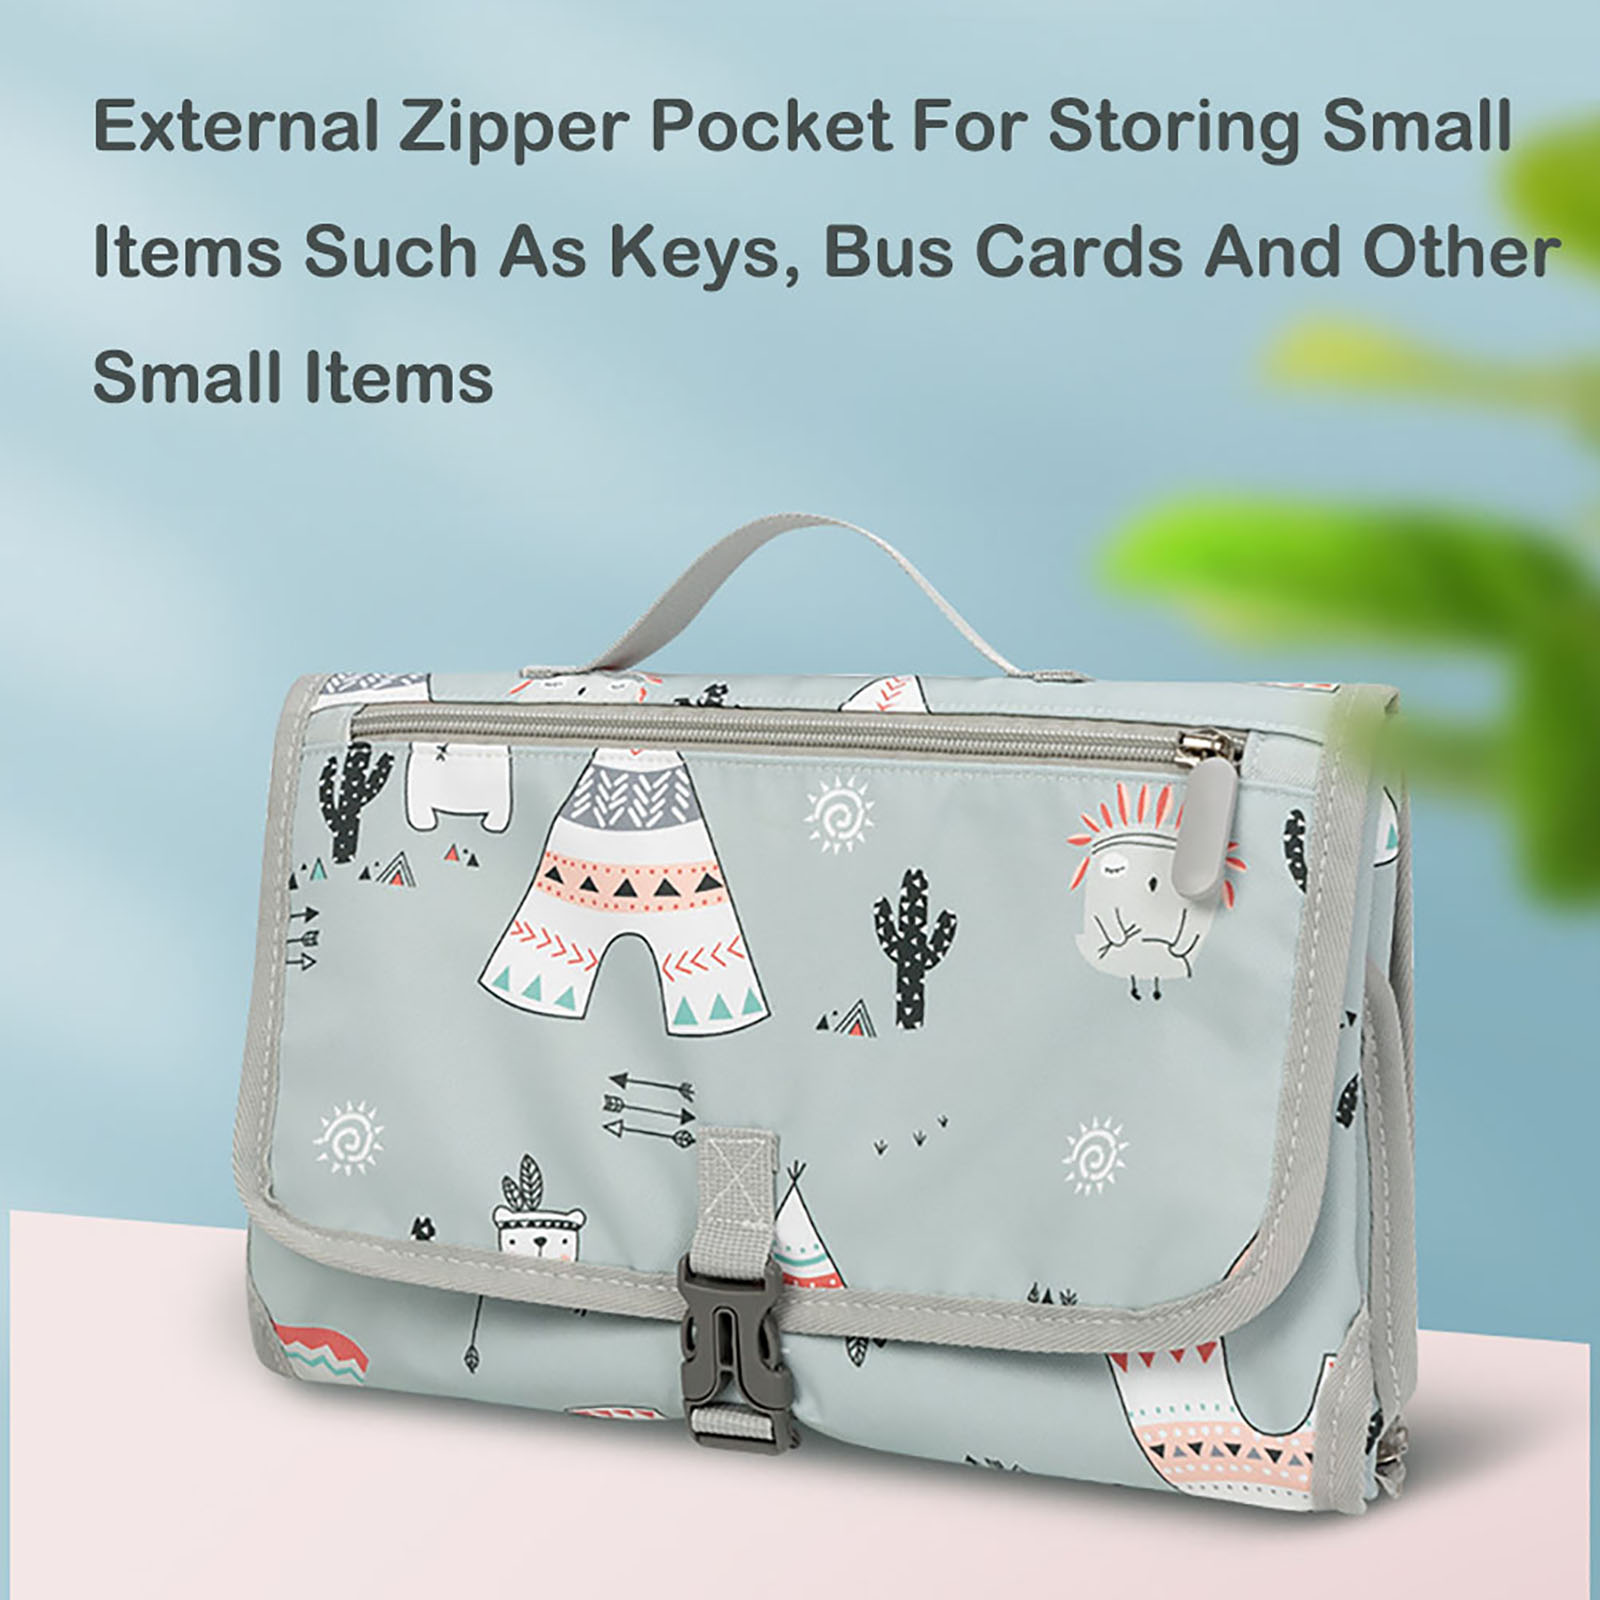 External Zipper Pocket For Storing Small
Items Such As Keys, Bus Cards And Other
Small Items